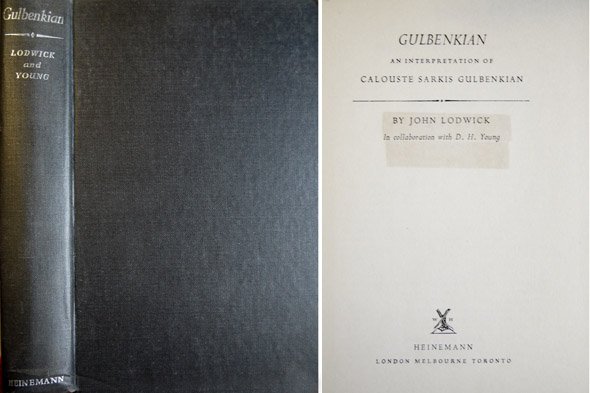 Gulbenkian
LODWICK
and
YOUNG
HEINEMANN
GULBENKIAN
AN INTERPRETATION OF
CALOUSTE SARKIS GULBENKIAN
BY JOHN LODWICK
In collaboration with D. H. Young
W H
HEINEMANN
LONDON MELBOURNE TORONTO